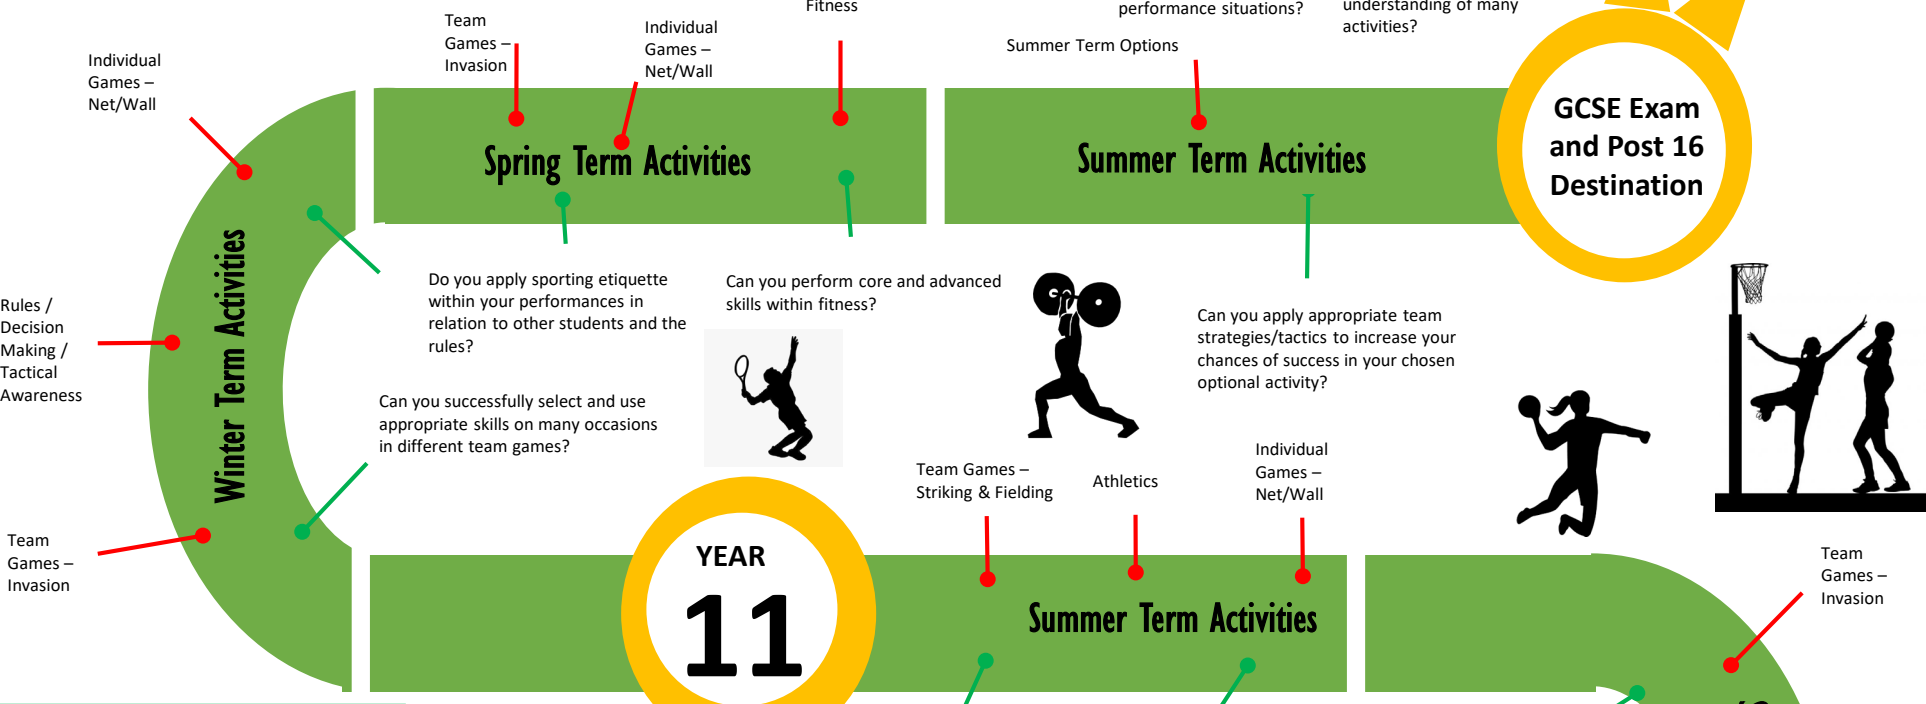 Fitness
performance situations?
understanding of many
activities?
Team
Games –
Invasion
Individual
Games –
Net/Wall
Summer Term Options
Individual
Games –
Net/Wall
GCSE Exam
and Post 16
Destination
Spring Term Activities
Summer Term Activities
Winter Term Activities
Rules /
Decision
Making /
Tactical
Awareness
Do you apply sporting etiquette
within your performances in
relation to other students and the
rules?
Can you perform core and advanced
skills within fitness?
Can you apply appropriate team
strategies/tactics to increase your
chances of success in your chosen
optional activity?
Can you successfully select and use
appropriate skills on many occasions
in different team games?
Team Games –
Striking & Fielding
Athletics
Individual
Games –
Net/Wall
Team
Games –
Invasion
Team
Games –
Invasion
YEAR
11
Summer Term Activities